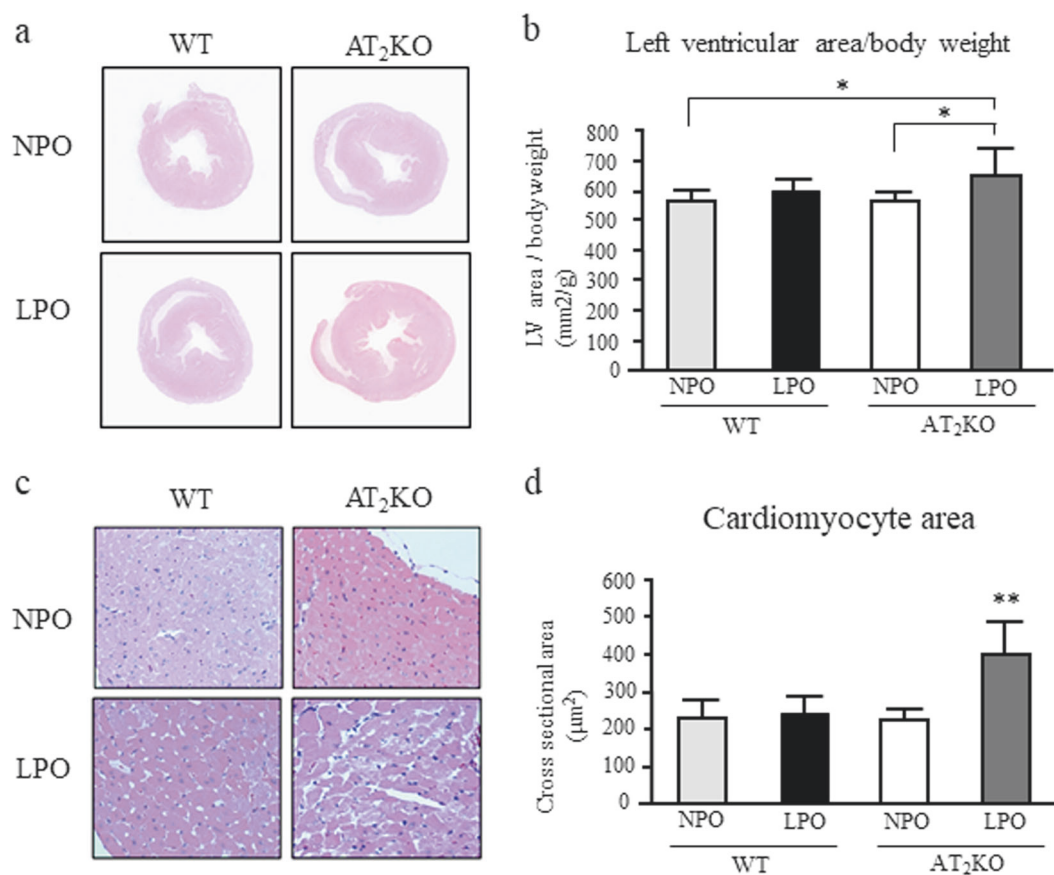 a
WT AT₂KO
NPO
LPO
b
Left ventricular area/body weight
*
*
LV area / bodyweight
(mm2/g)
800
700
600
500
400
300
200
100
0
NPO LPO NPO LPO
WT AT₂KO
c
WT AT₂KO
NPO
LPO
d
Cardiomyocyte area
**
Cross sectional area
(μm²)
600
500
400
300
200
100
0
NPO LPO NPO LPO
WT AT₂KO